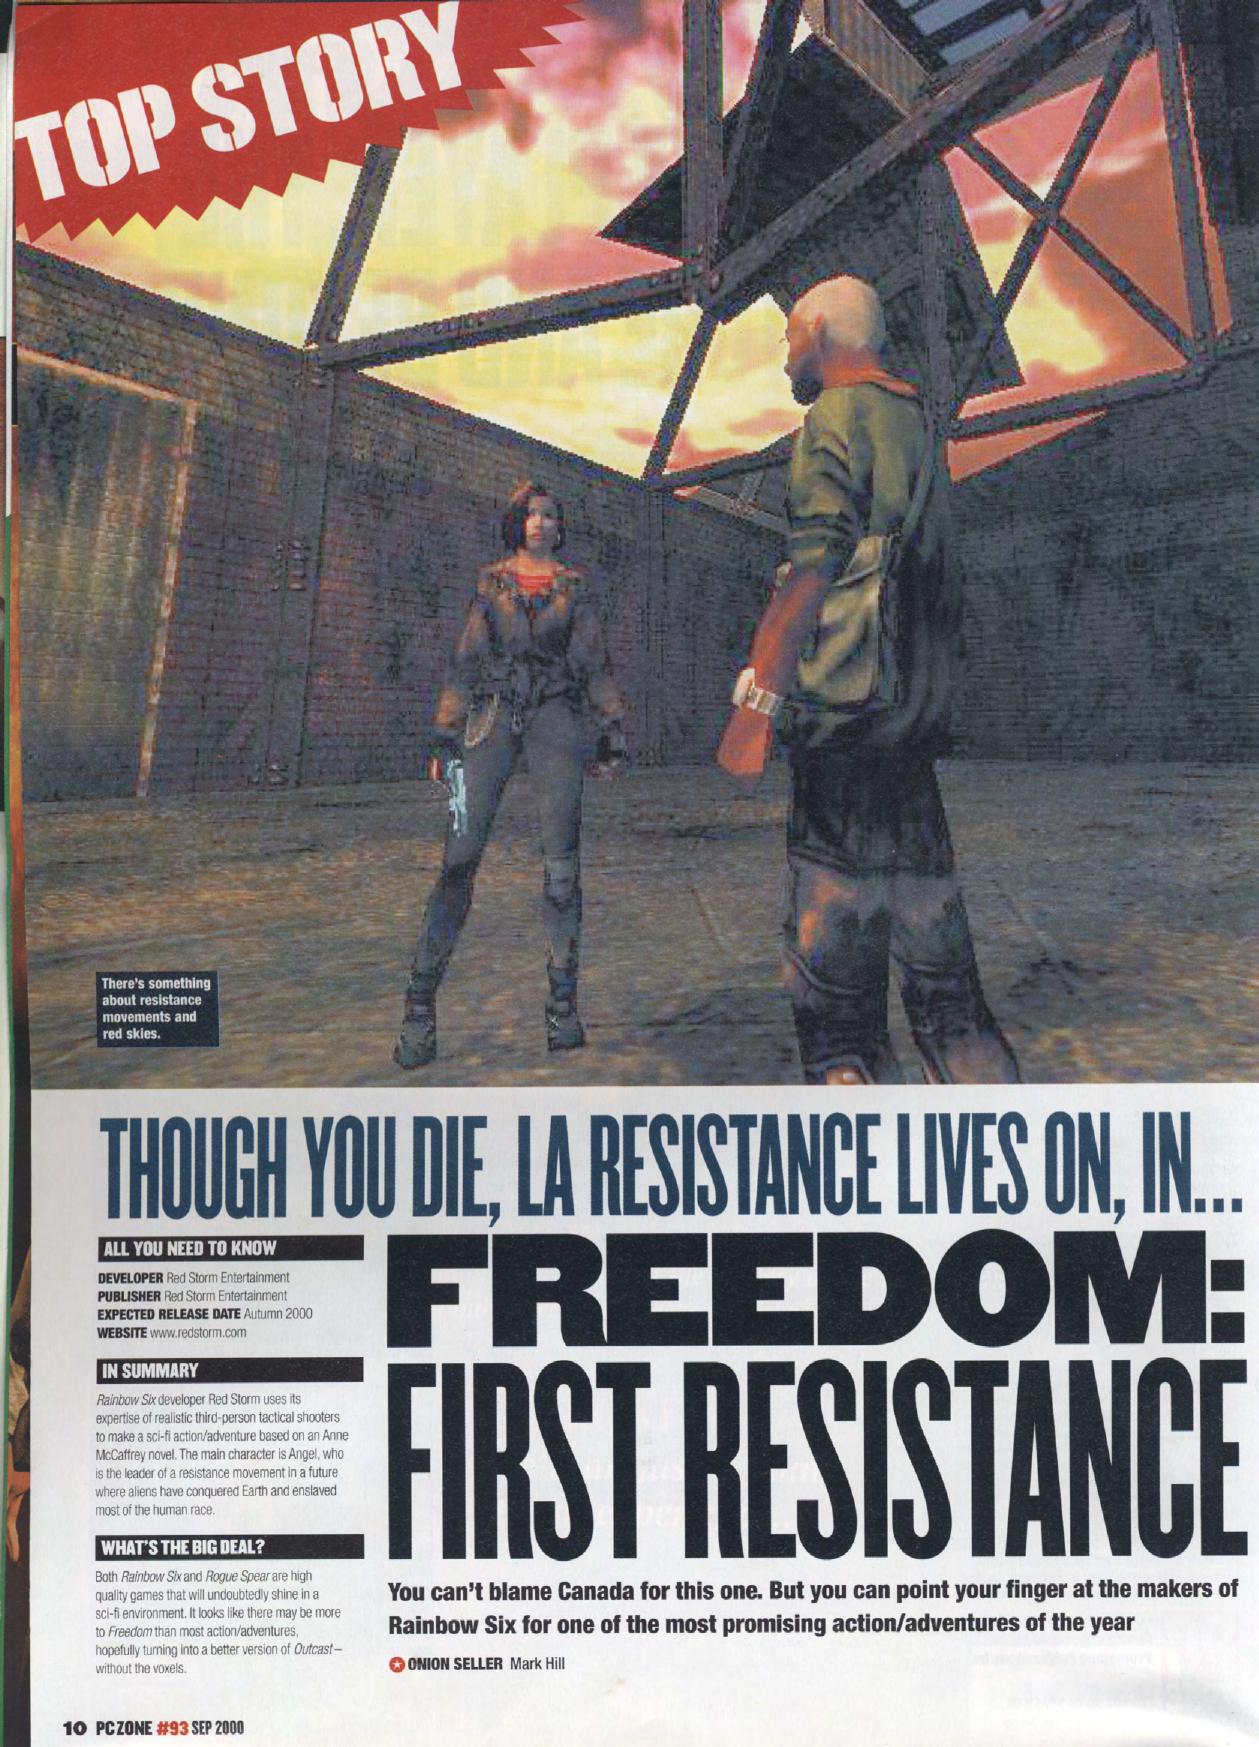 TOP STORY
There's something
about resistance
movements and
red skies.
THOUGH YOU DIE, LA RESISTANCE LIVES ON, IN...
FREEDOM:
FIRST RESISTANCE
ALL YOU NEED TO KNOW
DEVELOPER Red Storm Entertainment
PUBLISHER Red Storm Entertainment
EXPECTED RELEASE DATE Autumn 2000
WEBSITE www.redstorm.com
IN SUMMARY
Rainbow Six developer Red Storm uses its
expertise of realistic third-person tactical shooters
to make a sci-fi action/adventure based on an Anne
McCaffrey novel. The main character is Angel, who
is the leader of a resistance movement in a future
where aliens have conquered Earth and enslaved
most of the human race.
WHAT'S THE BIG DEAL?
Both Rainbow Six and Rogue Spear are high
quality games that will undoubtedly shine in a
sci-fi environment. It looks like there may be more
to Freedom than most action/adventures,
hopefully turning into a better version of Outcast –
without the voxels.
You can't blame Canada for this one. But you can point your finger at the makers of
Rainbow Six for one of the most promising action/adventures of the year
ONION SELLER Mark Hill
10 PCZONE #93 SEP 2000